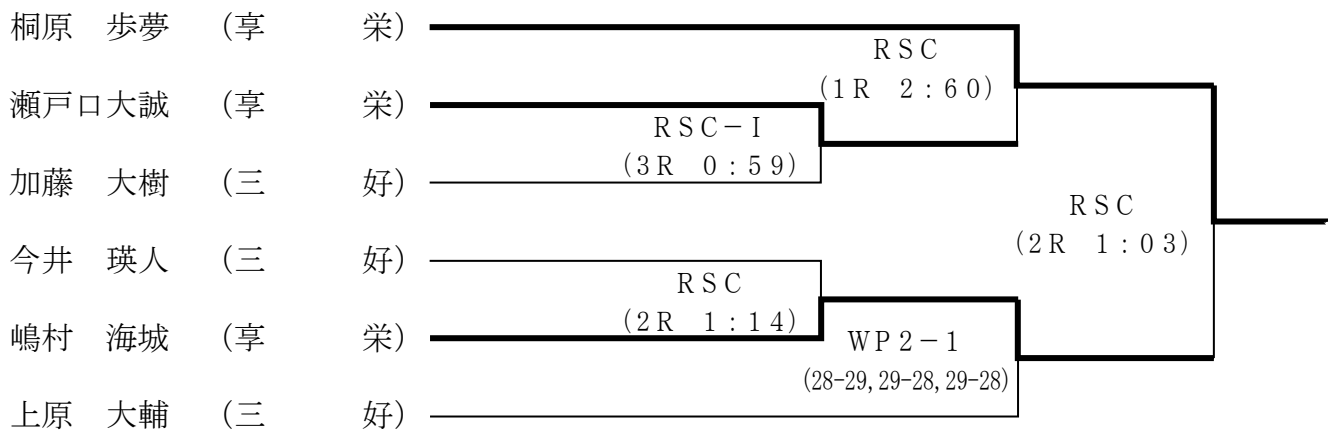 桐原　歩夢　（享　　　栄）
RSC
(1R　2：60)
瀬戸口大誠　（享　　　栄）
RSC－I
(3R　0：59)
加藤　大樹　（三　　　好）
RSC
(2R　1：03)
今井　瑛人　（三　　　好）
RSC
(2R　1：14)
嶋村　海城　（享　　　栄）
WP2－1
(28-29,29-28,29-28)
上原　大輔　（三　　　好）